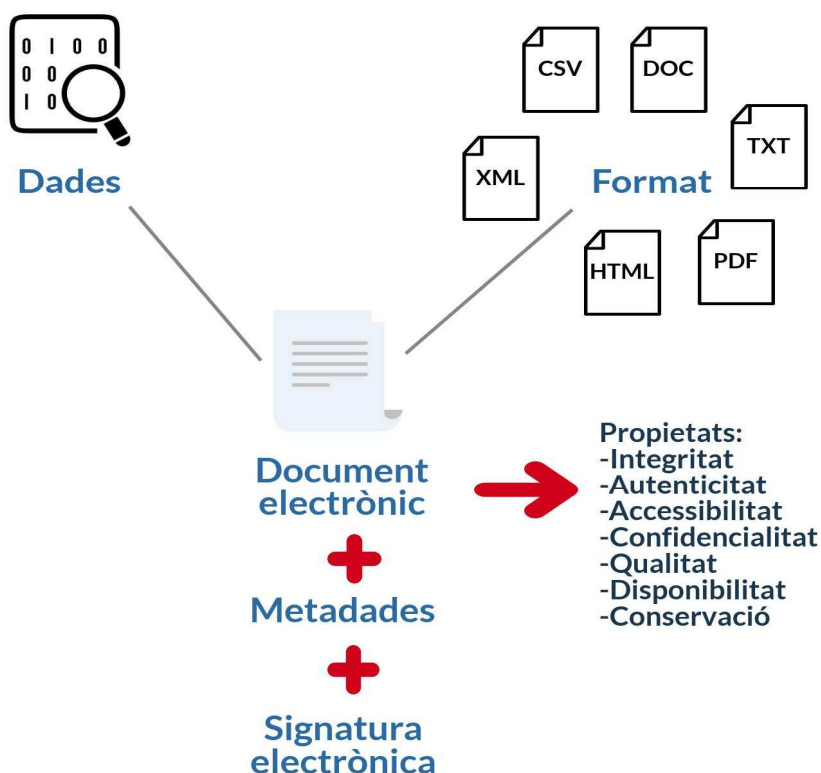 0 1 0 0
0 0
1 0
Dades
CSV
DOC
XML
Format
TXT
HTML
PDF
Document
electrònic
Metadades
Signatura
electrònica
Propietats:
-Integritat
-Autenticitat
-Accessibilitat
-Confidencialitat
-Qualitat
-Disponibilitat
-Conservació